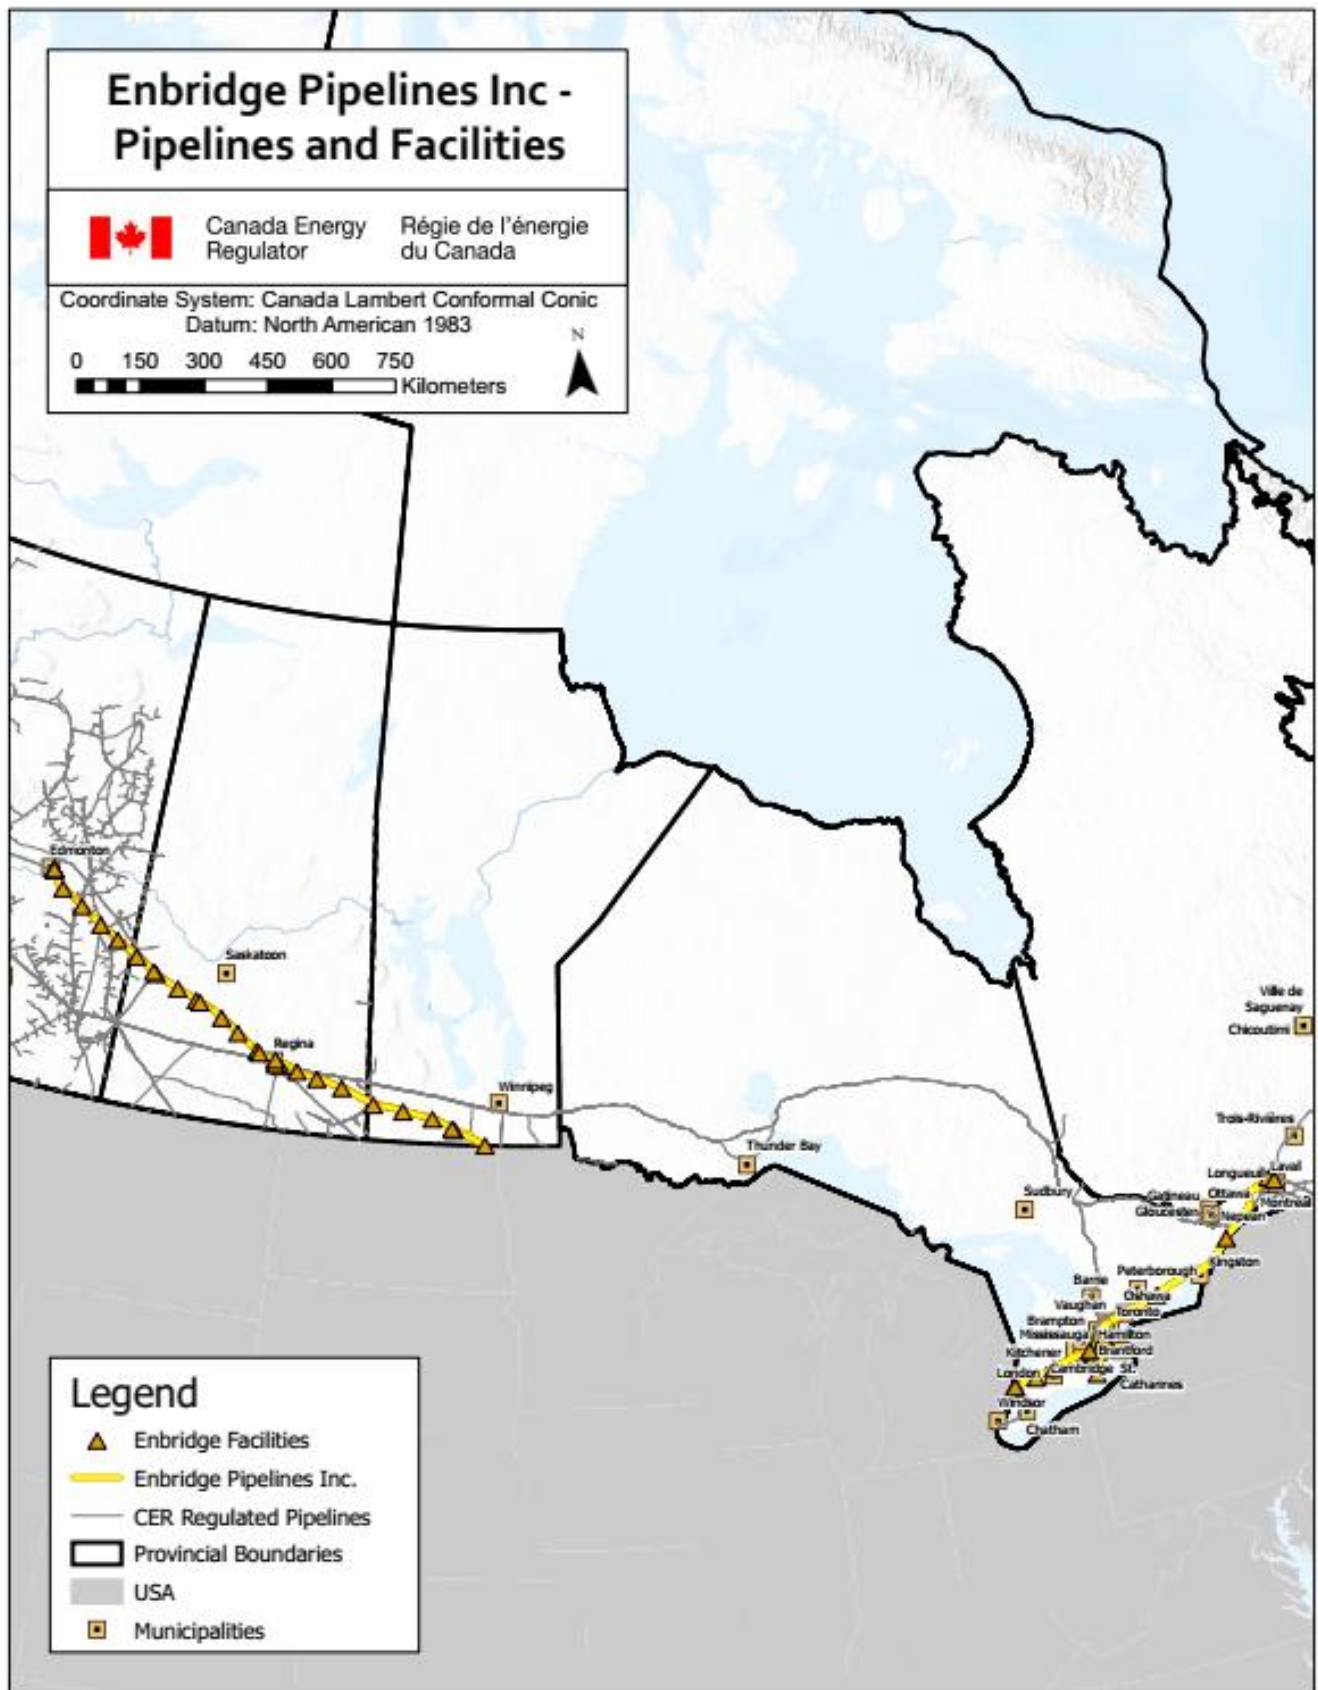 Enbridge Pipelines Inc -
Pipelines and Facilities
Canada Energy
Regulator
Régie de l'énergie
du Canada
Coordinate System: Canada Lambert Conformal Conic
Datum: North American 1983
N
0 150 300 450 600 750
Kilometers
Edmonton
Saskatoon
Regina
Winnipeg
Thunder Bay
Sudbury
Ville de
Saguenay
Chicoutimi
Trois-Rivières
Longueuil
Laval
Gatineau
Ottawa
Montreal
Gloucester
Nepean
Kingston
Peterborough
Barrie
Oshawa
Vaughan
Toronto
Brampton
Mississauga
Hamilton
Kitchener
Brantford
London
Cambridge
St.
Catharines
Windsor
Chatham
Legend
Enbridge Facilities
Enbridge Pipelines Inc.
CER Regulated Pipelines
Provincial Boundaries
USA
Municipalities